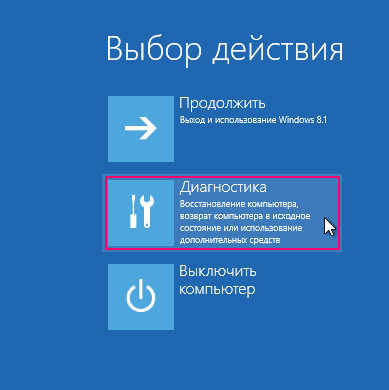 Выбор действия
Продолжить
Выход и использование Windows 8.1
Диагностика
Восстановление компьютера,
возврат компьютера в исходное
состояние или использование
дополнительных средств
Выключить
компьютер